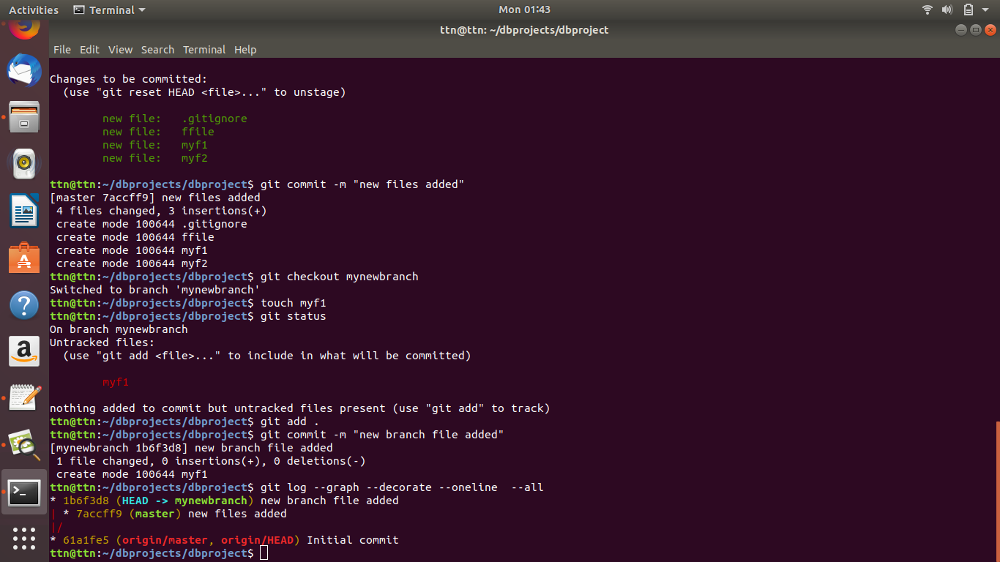 Activities Terminal Mon 01:43
ttn@ttn: ~/dbprojects/dbproject
File Edit View Search Terminal Help
Changes to be committed:
  (use "git reset HEAD <file>..." to unstage)
        new file:   .gitignore
        new file:   ffile
        new file:   myf1
        new file:   myf2
ttn@ttn:~/dbprojects/dbproject$ git commit -m "new files added"
[master 7accff9] new files added
 4 files changed, 3 insertions(+)
 create mode 100644 .gitignore
 create mode 100644 ffile
 create mode 100644 myf1
 create mode 100644 myf2
ttn@ttn:~/dbprojects/dbproject$ git checkout mynewbranch
Switched to branch 'mynewbranch'
ttn@ttn:~/dbprojects/dbproject$ touch myf1
ttn@ttn:~/dbprojects/dbproject$ git status
On branch mynewbranch
Untracked files:
  (use "git add <file>..." to include in what will be committed)
        myf1
nothing added to commit but untracked files present (use "git add" to track)
ttn@ttn:~/dbprojects/dbproject$ git add .
ttn@ttn:~/dbprojects/dbproject$ git commit -m "new branch file added"
[mynewbranch 1b6f3d8] new branch file added
 1 file changed, 0 insertions(+), 0 deletions(-)
 create mode 100644 myf1
ttn@ttn:~/dbprojects/dbproject$ git log --graph --decorate --oneline  --all
* 1b6f3d8 (HEAD -> mynewbranch) new branch file added
| * 7accff9 (master) new files added
|/
* 61a1fe5 (origin/master, origin/HEAD) Initial commit
ttn@ttn:~/dbprojects/dbproject$